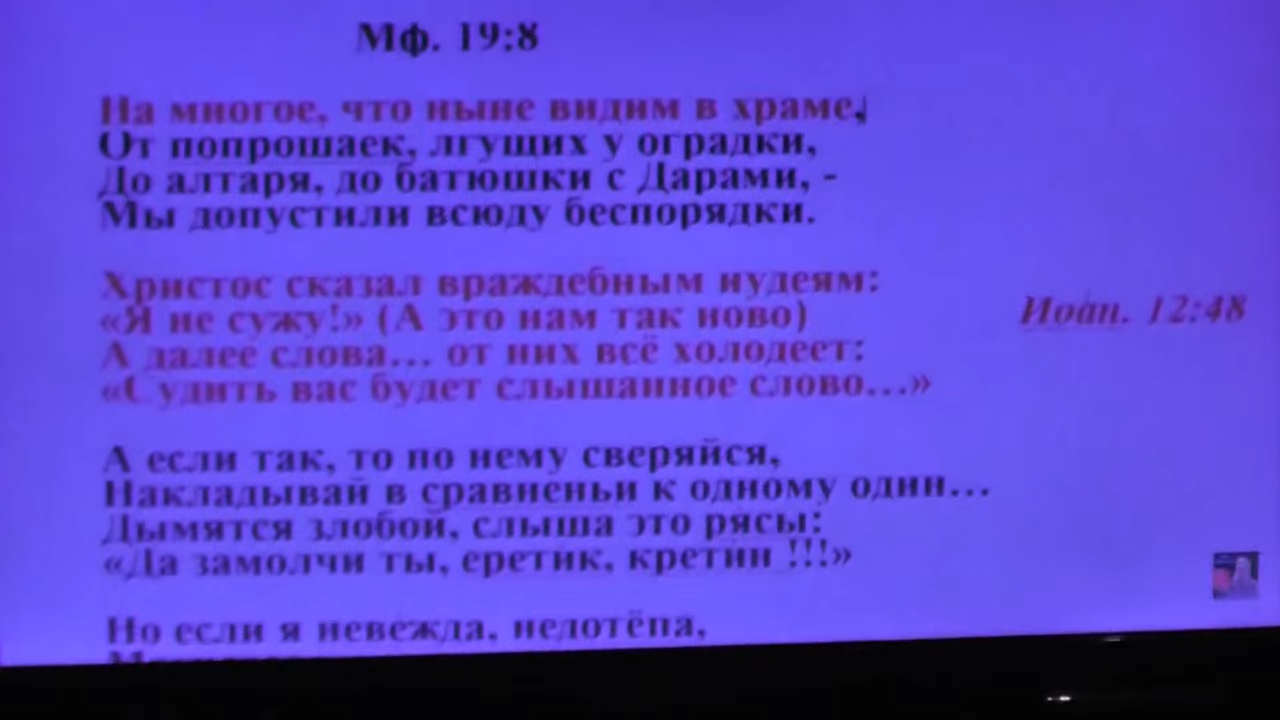 Мф. 19:8
На многое, что ныне видим в храме,
От попрошаек, лгущих у оградки,
До алтаря, до батюшки с Дарами, -
Мы допустили всюду беспорядки.
Христос сказал враждебным иудеям:
«Я не сужу!» (А это нам так ново)
Иоан. 12:48
А далее слова... от них всё холодеет:
«Судить вас будет слышанное слово...»
А если так, то по нему сверяйся,
Накладывай в сравненьи к одному один...
Дымятся злобой, слыша это рясы:
«Да замолчи ты, еретик, кретин !!!»
Но если я невежда, недотёпа,